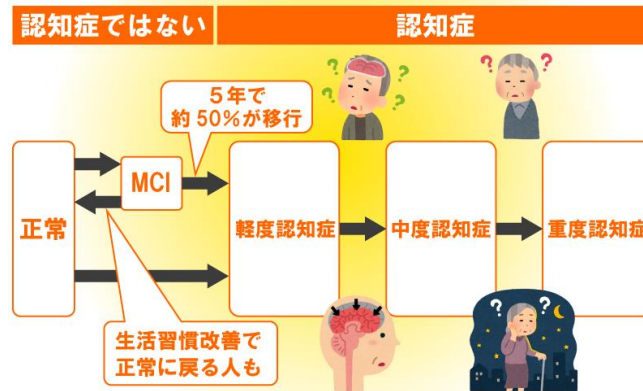 認知症ではない
認知症
5年で
約50%が移行
正常
MCI
軽度認知症
中度認知症
重度認知症
生活習慣改善で
正常に戻る人も
? ? ? ?
? ?
? ?